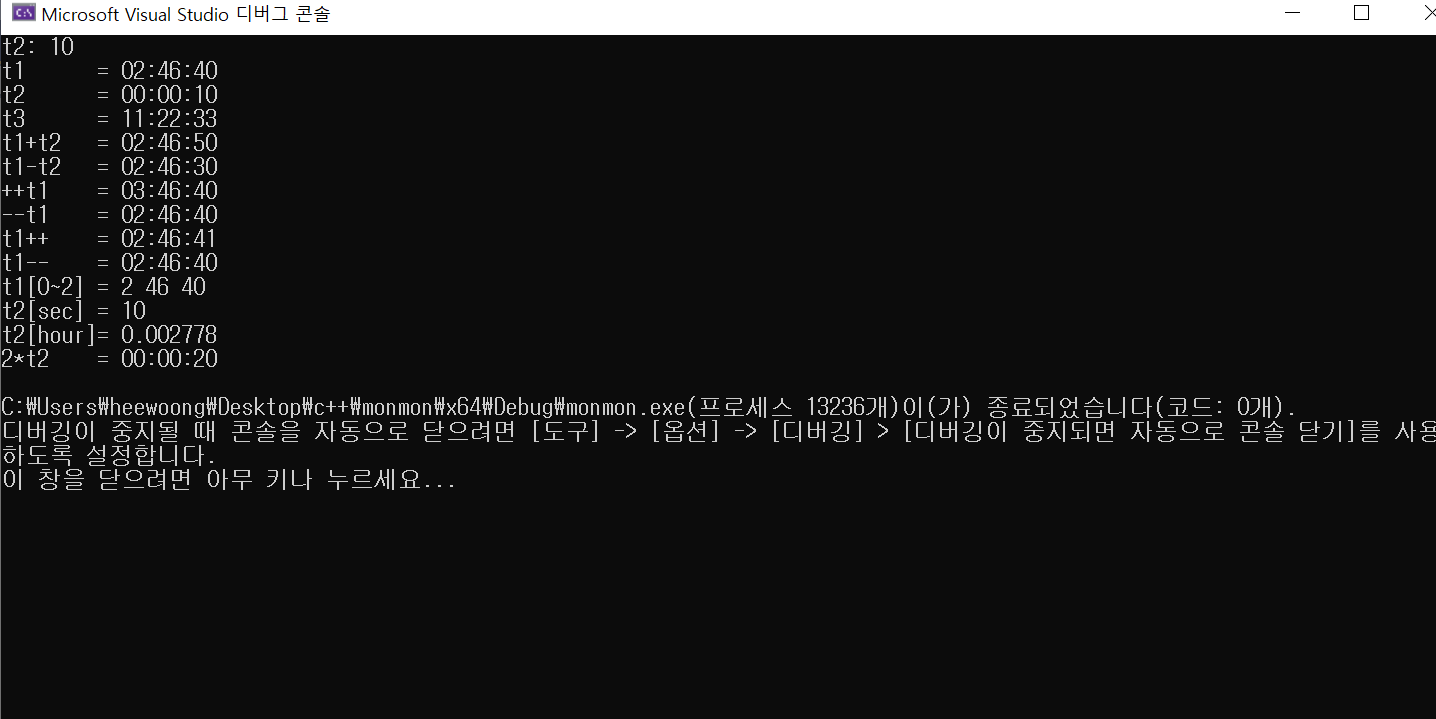 Microsoft Visual Studio 디버그 콘솔
t2: 10
t1      = 02:46:40
t2      = 00:00:10
t3      = 11:22:33
t1+t2   = 02:46:50
t1-t2   = 02:46:30
++t1    = 03:46:40
--t1    = 02:46:40
t1++    = 02:46:41
t1--    = 02:46:40
t1[0~2] = 2 46 40
t2[sec] = 10
t2[hour]= 0.002778
2*t2    = 00:00:20
C:₩Users₩heewoong₩Desktop₩c++₩monmon₩x64₩Debug₩monmon.exe(프로세스 13236개)이(가) 종료되었습니다(코드: 0개).
디버깅이 중지될 때 콘솔을 자동으로 닫으려면 [도구] -> [옵션] -> [디버깅] > [디버깅이 중지되면 자동으로 콘솔 닫기]를 사용
하도록 설정합니다.
이 창을 닫으려면 아무 키나 누르세요...